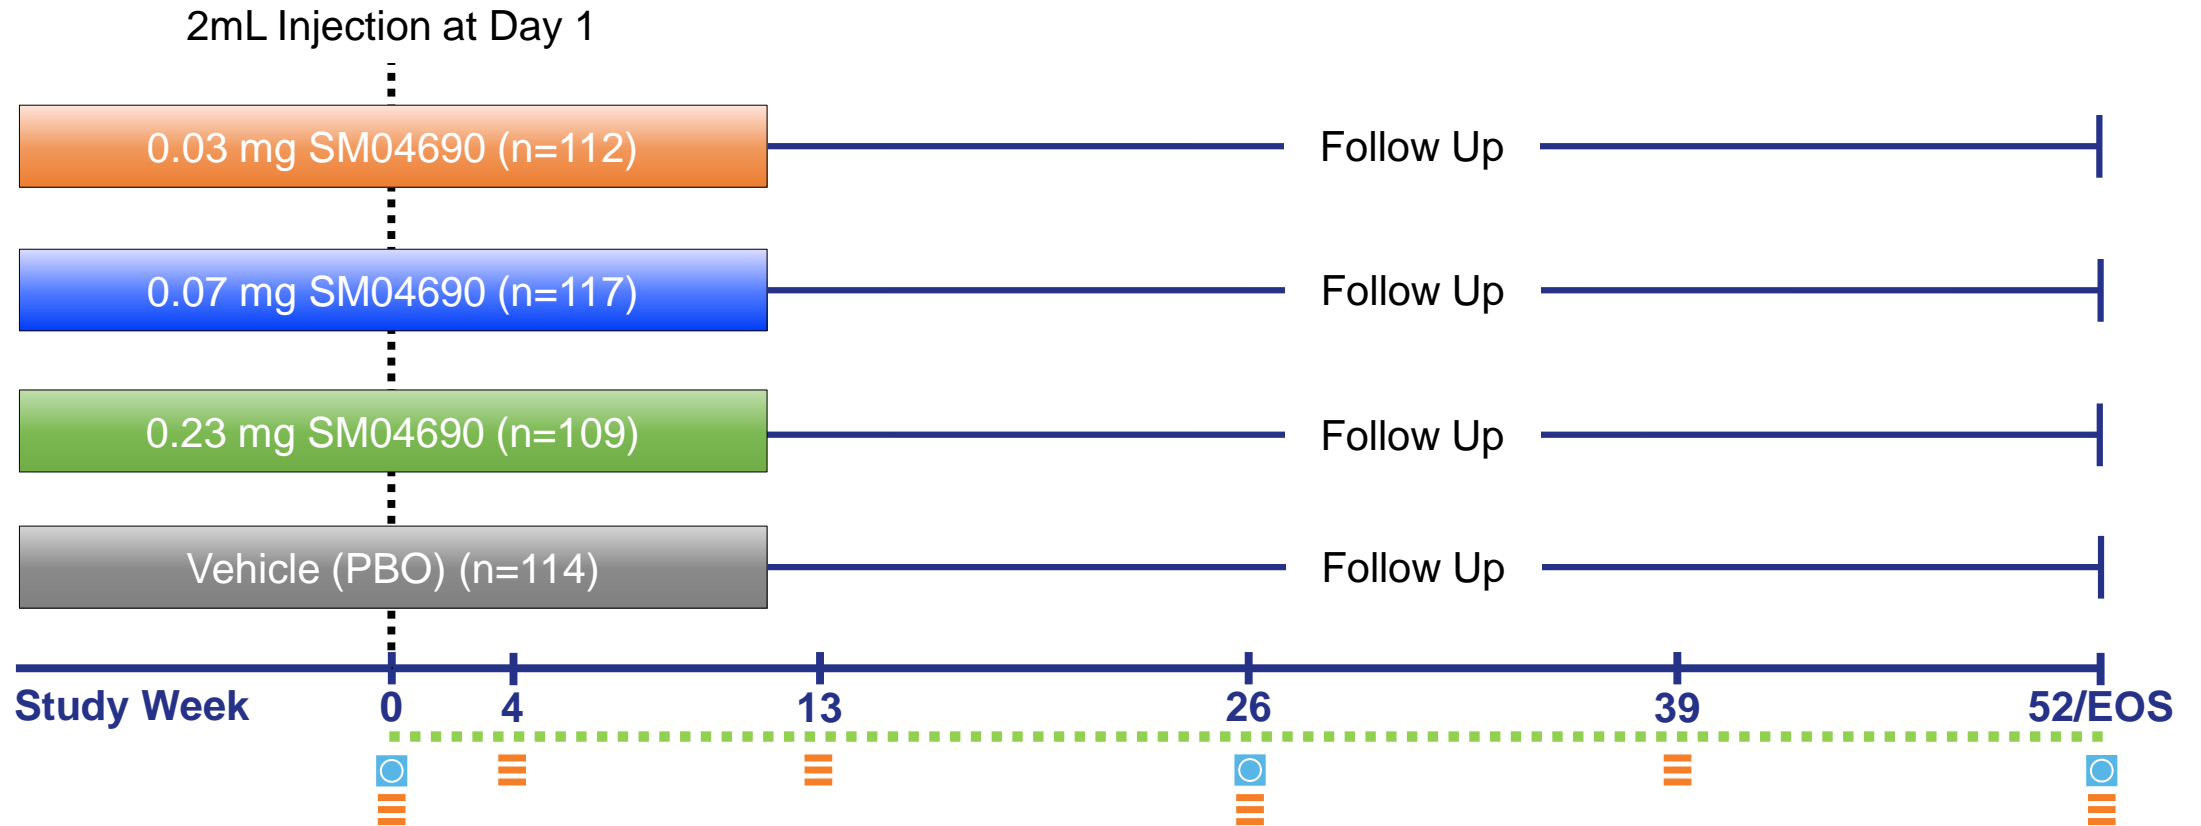 2mL Injection at Day 1
0.03 mg SM04690 (n=112)
Follow Up
0.07 mg SM04690 (n=117)
Follow Up
0.23 mg SM04690 (n=109)
Follow Up
Vehicle (PBO) (n=114)
Follow Up
Study Week 0 4 13 26 39 52/EOS